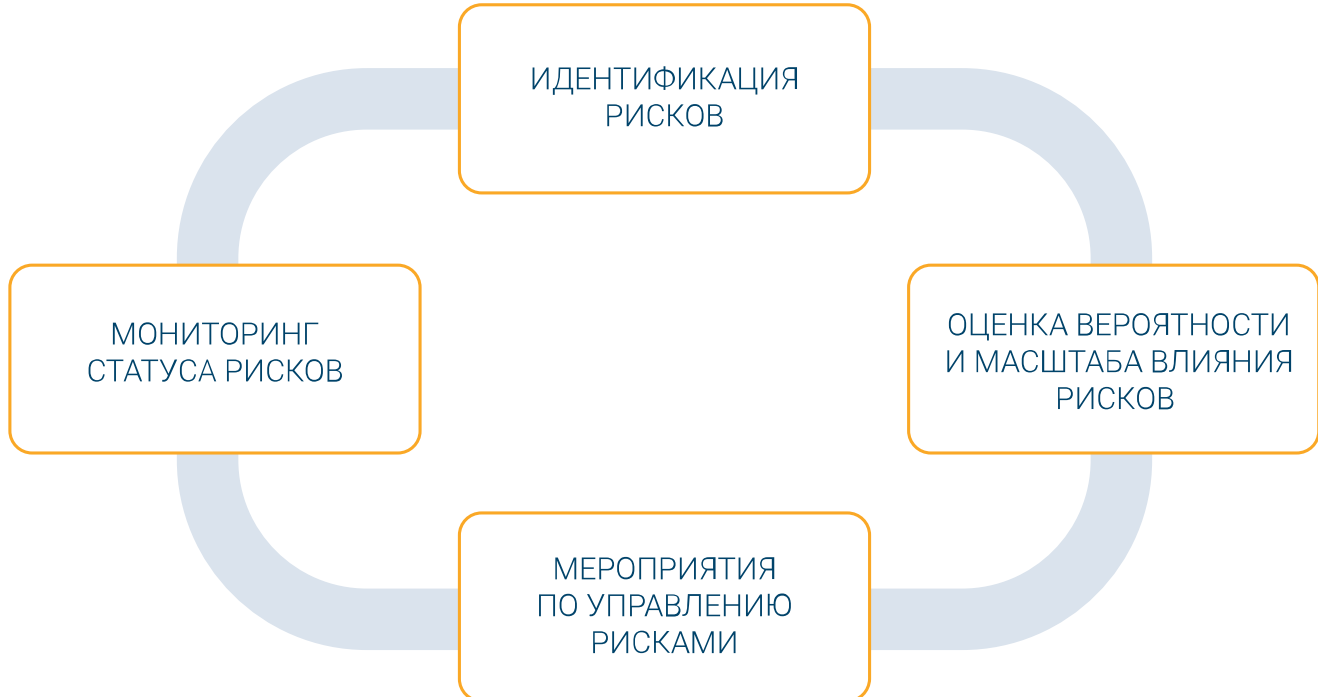 ИДЕНТИФИКАЦИЯ
РИСКОВ
МОНИТОРИНГ
СТАТУСА РИСКОВ
ОЦЕНКА ВЕРОЯТНОСТИ
И МАСШТАБА ВЛИЯНИЯ
РИСКОВ
МЕРОПРИЯТИЯ
ПО УПРАВЛЕНИЮ
РИСКАМИ